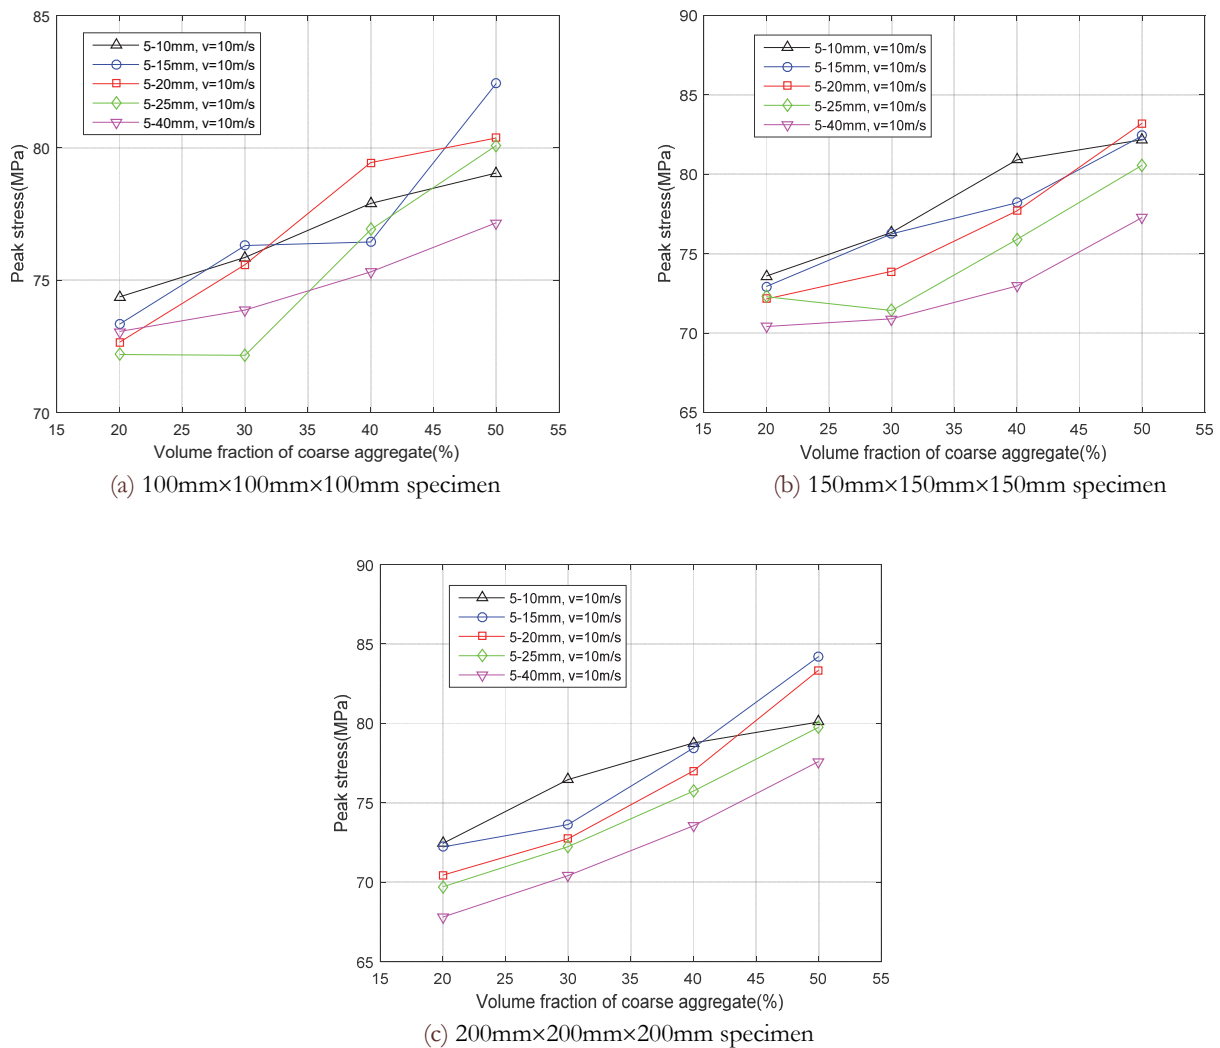 85
80
75
70
Peak stress(MPa)
5-10mm, v=10m/s
5-15mm, v=10m/s
5-20mm, v=10m/s
5-25mm, v=10m/s
5-40mm, v=10m/s
15 20 25 30 35 40 45 50 55
Volume fraction of coarse aggregate(%)
(a) 100mm×100mm×100mm specimen
90
85
80
75
70
65
Peak stress(MPa)
5-10mm, v=10m/s
5-15mm, v=10m/s
5-20mm, v=10m/s
5-25mm, v=10m/s
5-40mm, v=10m/s
15 20 25 30 35 40 45 50 55
Volume fraction of coarse aggregate(%)
(b) 150mm×150mm×150mm specimen
90
85
80
75
70
65
Peak stress(MPa)
5-10mm, v=10m/s
5-15mm, v=10m/s
5-20mm, v=10m/s
5-25mm, v=10m/s
5-40mm, v=10m/s
15 20 25 30 35 40 45 50 55
Volume fraction of coarse aggregate(%)
(c) 200mm×200mm×200mm specimen